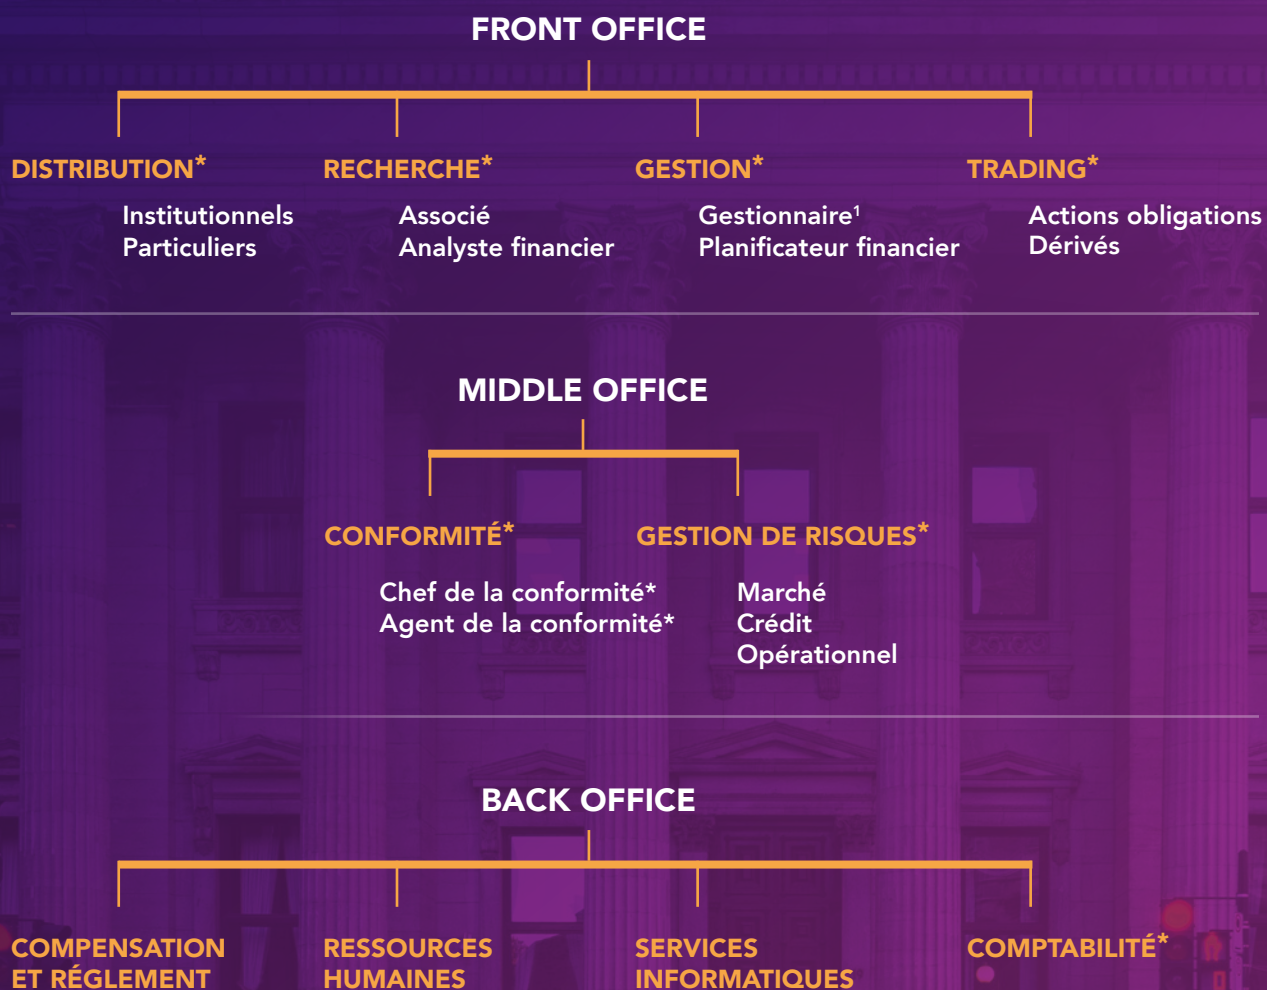 FRONT OFFICE
DISTRIBUTION*
Institutionnels
Particuliers
RECHERCHE*
Associé
Analyste financier
GESTION*
Gestionnaire¹
Planificateur financier
TRADING*
Actions obligations
Dérivés
MIDDLE OFFICE
CONFORMITÉ*
Chef de la conformité*
Agent de la conformité*
GESTION DE RISQUES*
Marché
Crédit
Opérationnel
BACK OFFICE
COMPENSATION
ET RÉGLEMENT
RESSOURCES
HUMAINES
SERVICES
INFORMATIQUES
COMPTABILITÉ*